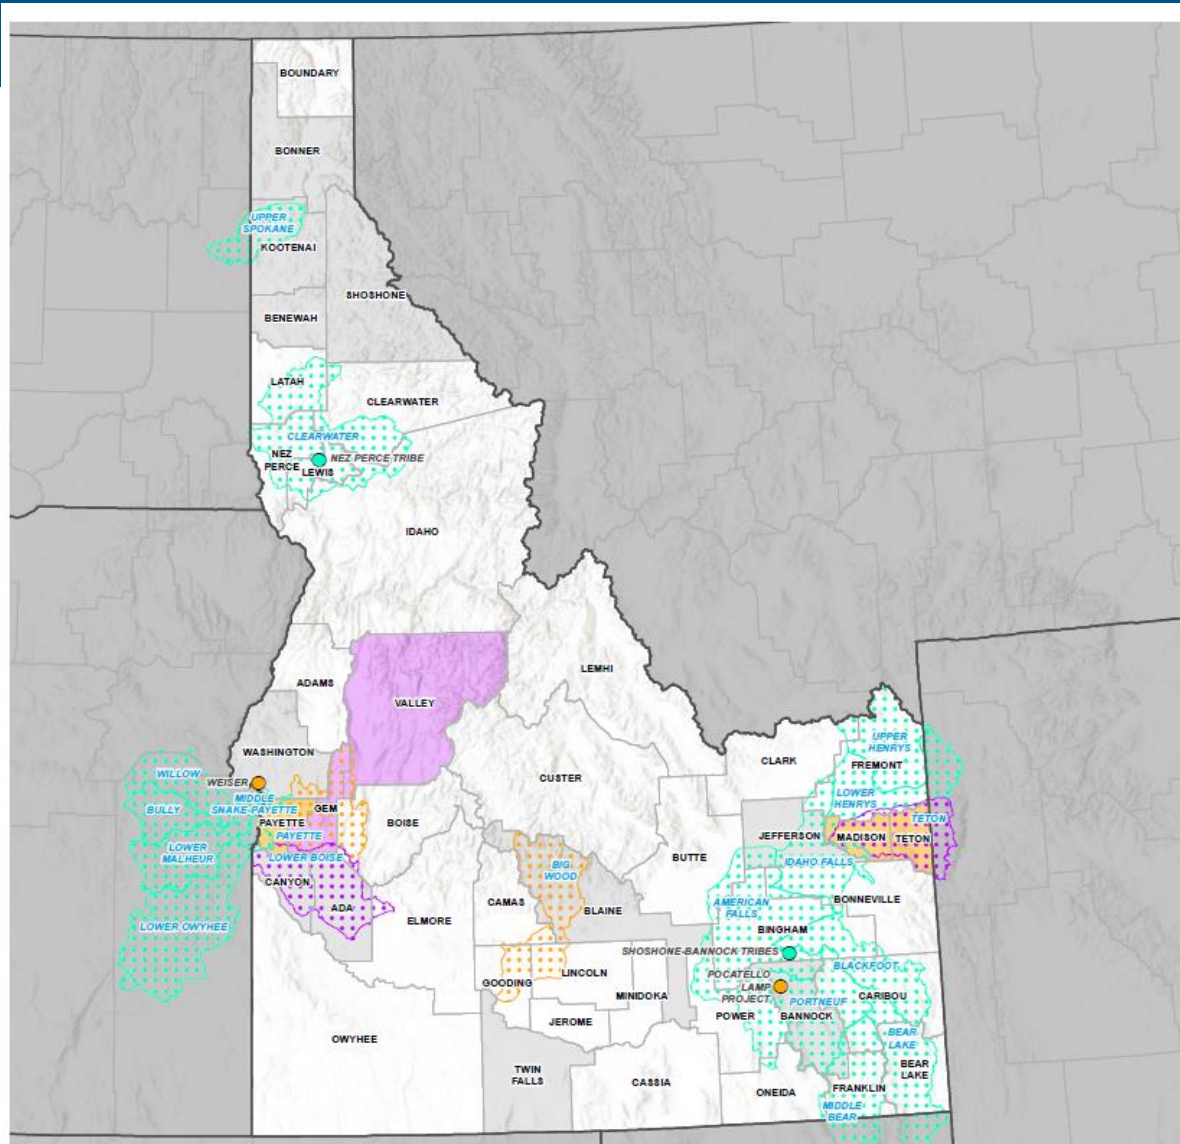 BOUNDARY
BONNER
UPPER
SPOKANE
KOOTENAI
SHOSHONE
BENEWAH
LATAH
CLEARWATER
CLEARWATER
NEZ
PERCE
NEZ PERCE TRIBE
LEWIS
IDAHO
LEMHI
ADAMS
VALLEY
WASHINGTON
UPPER
HENRYS
CLARK
FREMONT
WILLOW
WEISER
CUSTER
MIDDLE
SNAKE-PAYETTE
BULLY
GEM
LOWER
HENRYS
TETON
PAYETTE
BOISE
PAYETTE
JEFFERSON
MADISON
TETON
LOWER
MALHEUR
LOWER BOISE
BUTTE
IDAHO FALLS
BIG
WOOD
CANYON
CAMAS
BONNEVILLE
ADA
AMERICAN
FALLS
BLAINE
ELMORE
LOWER OWYHEE
BINGHAM
SHOSHONE-BANNOCK TRIBES
BLACKFOOT
LINCOLN
POCATELLO
LAMP
PROJECT
GOODING
MINIDOKA
PORTNEUF
CARIBOU
POWER
BANNOCK
JEROME
BEAR
LAKE
OWYHEE
BEAR
LAKE
TWIN
FALLS
CASSIA
ONEIDA
FRANKLIN
MIDDLE
BEAR